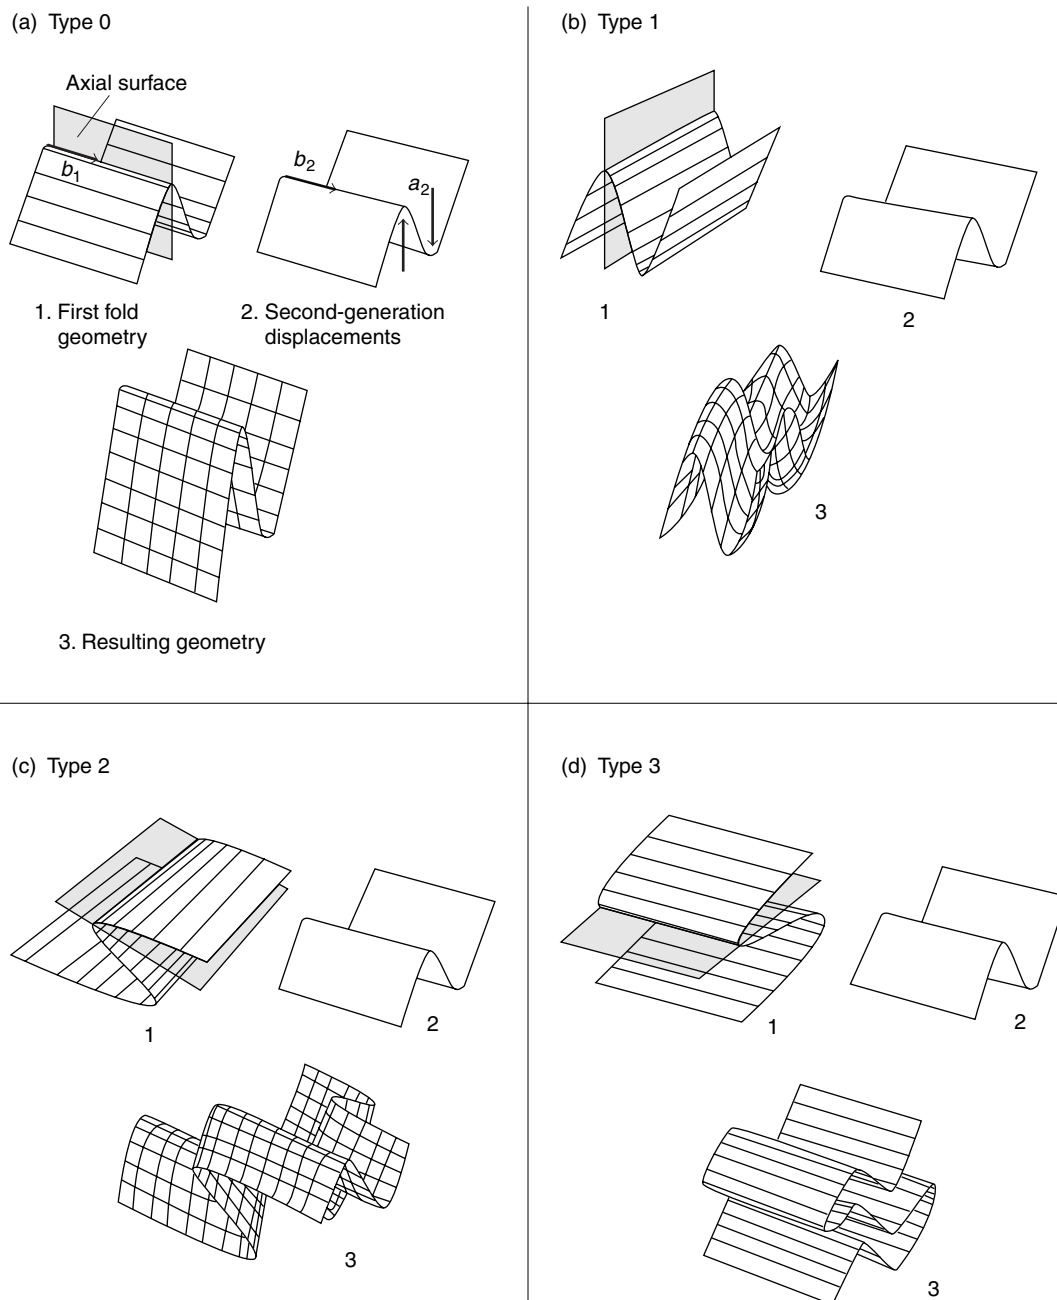 (a) Type 0
Axial surface
b1
b2
a2
1. First fold
geometry
2. Second-generation
displacements
3. Resulting geometry
(b) Type 1
1
2
3
(c) Type 2
1
2
3
(d) Type 3
1
2
3